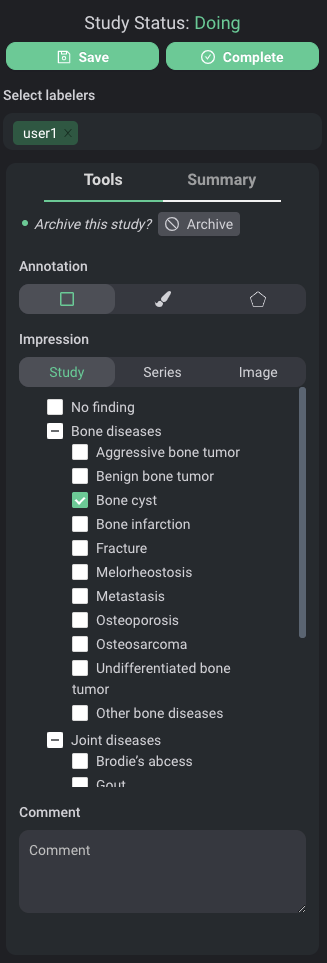 Study Status: Doing
Save
Complete
Select labelers
user1
Tools
Summary
Archive this study?
Archive
Annotation
Impression
Study
Series
Image
No finding
Bone diseases
Aggressive bone tumor
Benign bone tumor
Bone cyst
Bone infarction
Fracture
Melorheostosis
Metastasis
Osteoporosis
Osteosarcoma
Undifferentiated bone
tumor
Other bone diseases
Joint diseases
Brodie's abcess
Gout
Comment
Comment